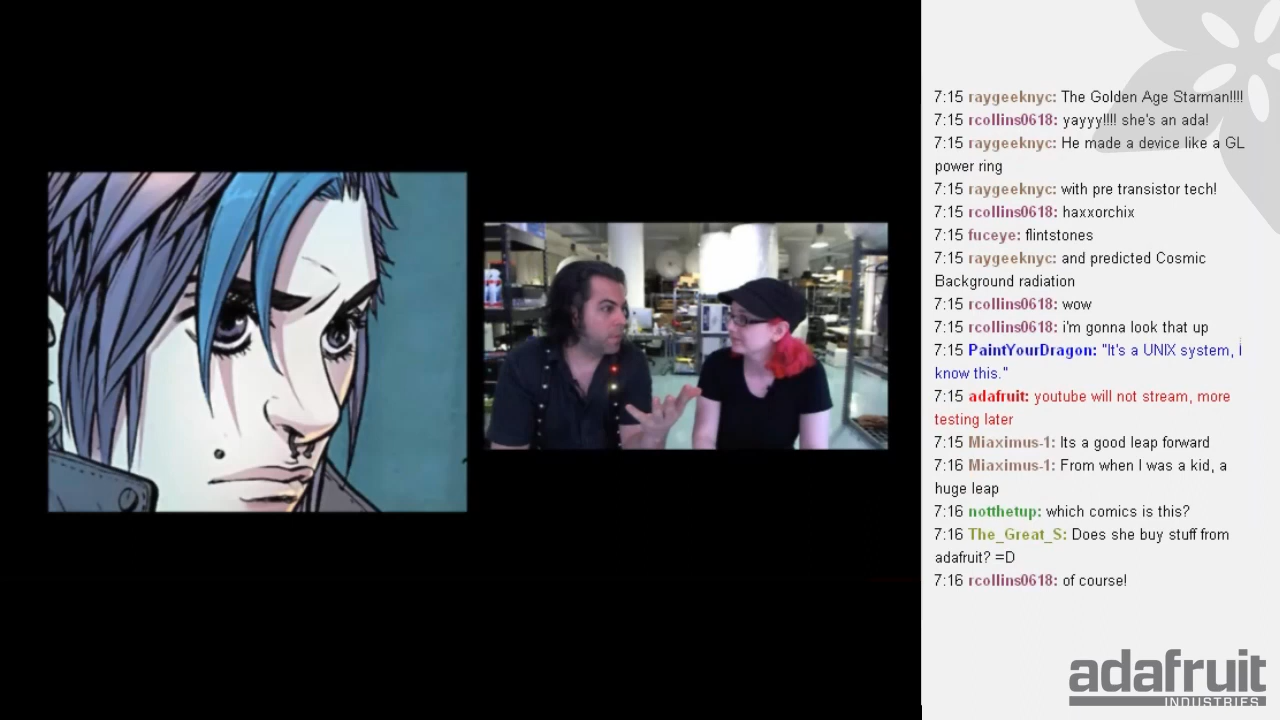 7:15 raygeeknyc: The Golden Age Starman!!!!
7:15 rcollins0618: yayyy!!!! she's an ada!
7:15 raygeeknyc: He made a device like a GL
power ring
7:15 raygeeknyc: with pre transistor tech!
7:15 rcollins0618: haxxorchix
7:15 fuceye: flintstones
7:15 raygeeknyc: and predicted Cosmic
Background radiation
7:15 rcollins0618: wow
7:15 rcollins0618: i'm gonna look that up
7:15 PaintYourDragon: "It's a UNIX system, i
know this."
7:15 adafruit: youtube will not stream, more
testing later
7:15 Miaximus-1: Its a good leap forward
7:16 Miaximus-1: From when I was a kid, a
huge leap
7:16 notthetup: which comics is this?
7:16 The_Great_S: Does she buy stuff from
adafruit? =D
7:16 rcollins0618: of course!
adafruit
INDUSTRIES